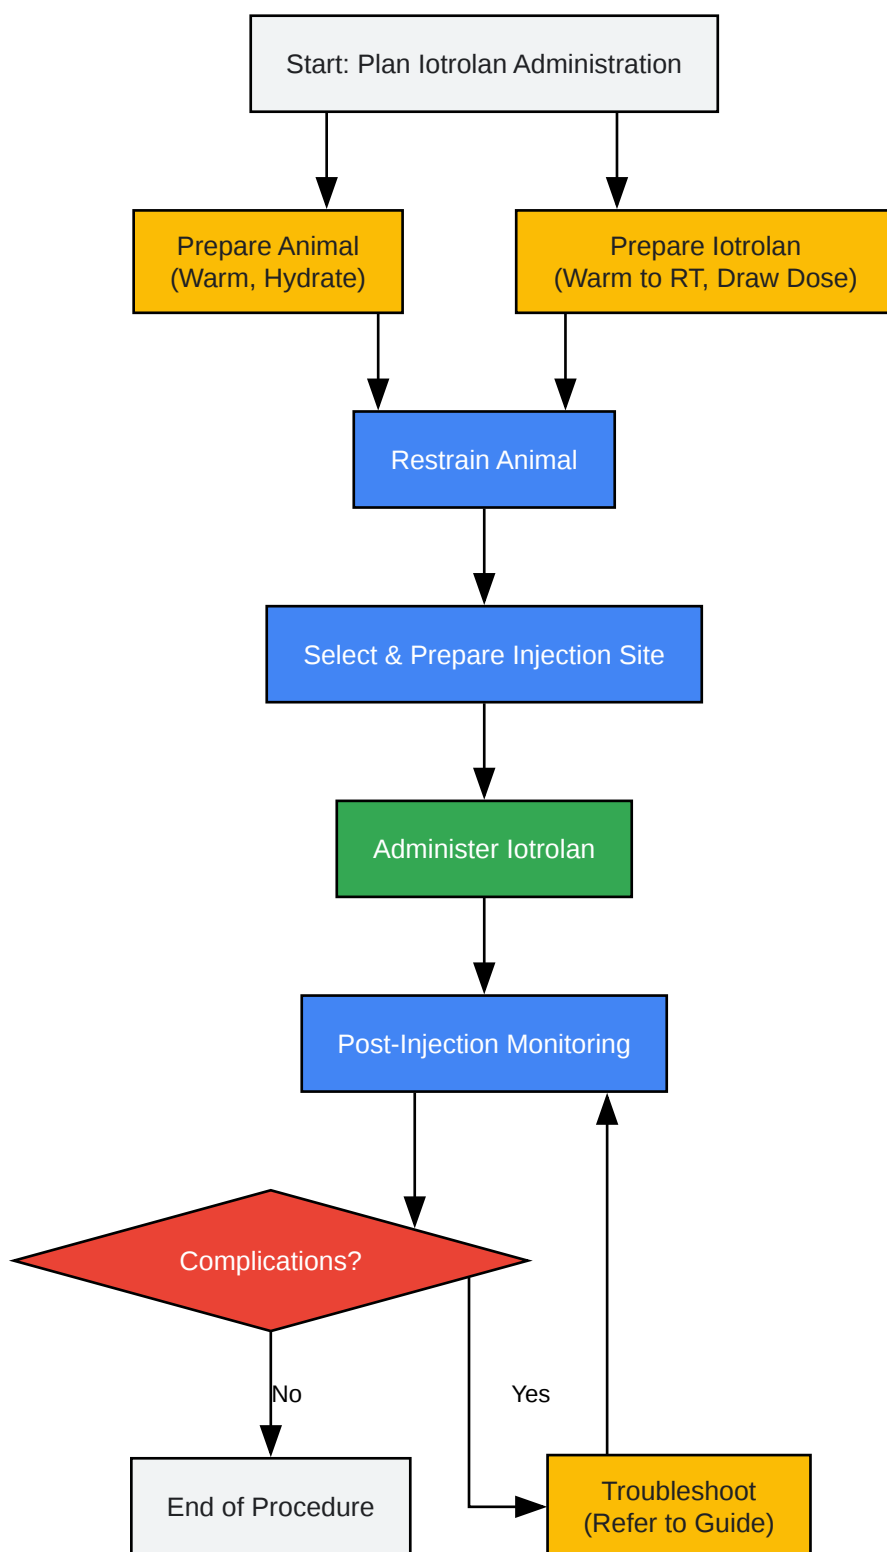 Start: Plan Iotrolan Administration
Prepare Animal
(Warm, Hydrate)
Prepare Iotrolan
(Warm to RT, Draw Dose)
Restrain Animal
Select & Prepare Injection Site
Administer Iotrolan
Post-Injection Monitoring
Complications?
No
Yes
End of Procedure
Troubleshoot
(Refer to Guide)